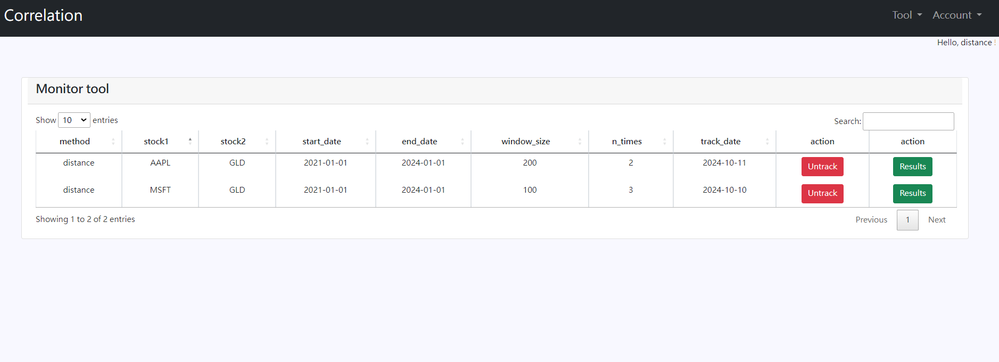 Correlation Tool Account
Hello, distance !
Monitor tool
Show 10 entries Search:
method stock1 stock2 start_date end_date window_size n_times track_date action action
distance AAPL GLD 2021-01-01 2024-01-01 200 2 2024-10-11 Untrack Results
distance MSFT GLD 2021-01-01 2024-01-01 100 3 2024-10-10 Untrack Results
Showing 1 to 2 of 2 entries Previous 1 Next